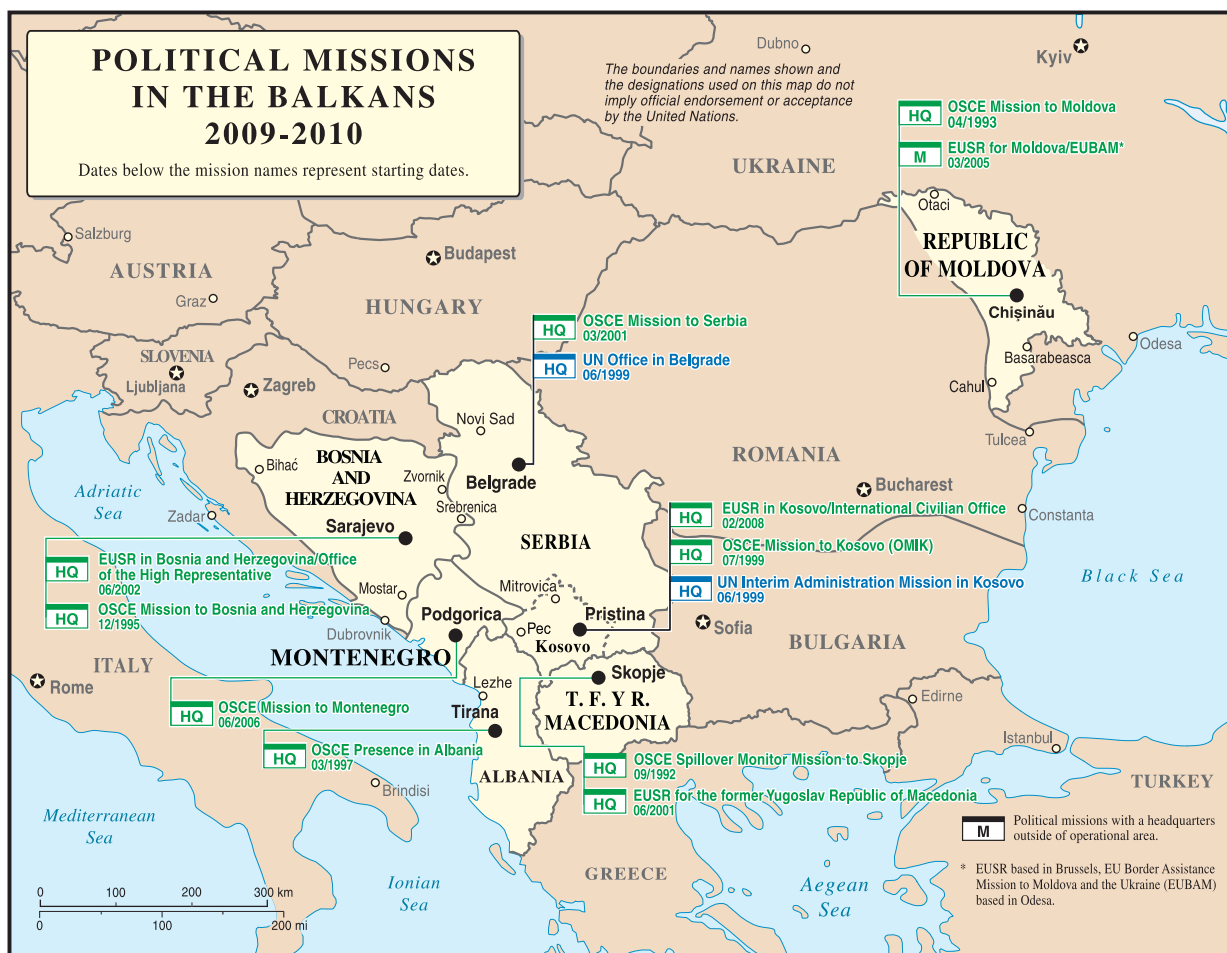 POLITICAL MISSIONS
IN THE BALKANS
2009-2010
Dates below the mission names represent starting dates.
The boundaries and names shown and
the designations used on this map do not
imply official endorsement or acceptance
by the United Nations.
Dubno
Kyiv
HQ
OSCE Mission to Moldova
04/1993
M
EUSR for Moldova/EUBAM*
03/2005
UKRAINE
Otaci
REPUBLIC
OF MOLDOVA
Chişinău
Basarabeasca
Cahul
Odesa
Tulcea
Salzburg
AUSTRIA
Graz
Budapest
HUNGARY
Pecs
SLOVENIA
Ljubljana
Zagreb
CROATIA
HQ
OSCE Mission to Serbia
03/2001
HQ
UN Office in Belgrade
06/1999
Novi Sad
Belgrade
BOSNIA
AND
HERZEGOVINA
Bihać
Zvornik
Srebrenica
Sarajevo
Mostar
Adriatic
Sea
Zadar
ROMANIA
Bucharest
Constanta
SERBIA
Mitrovica
Pristina
Pec
Kosovo
HQ
EUSR in Kosovo/International Civilian Office
02/2008
HQ
OSCE Mission to Kosovo (OMIK)
07/1999
HQ
UN Interim Administration Mission in Kosovo
06/1999
Black Sea
HQ
EUSR in Bosnia and Herzegovina/Office
of the High Representative
06/2002
HQ
OSCE Mission to Bosnia and Herzegovina
12/1995
Dubrovnik
Podgorica
MONTENEGRO
Sofia
BULGARIA
ITALY
Rome
Lezhe
Tirana
Skopje
T. F. Y R.
MACEDONIA
Edirne
Istanbul
HQ
OSCE Mission to Montenegro
06/2006
HQ
OSCE Presence in Albania
03/1997
ALBANIA
Brindisi
HQ
OSCE Spillover Monitor Mission to Skopje
09/1992
HQ
EUSR for the former Yugoslav Republic of Macedonia
06/2001
TURKEY
Mediterranean
Sea
Ionian
Sea
GREECE
Aegean
Sea
M
Political missions with a headquarters
outside of operational area.
* EUSR based in Brussels, EU Border Assistance
Mission to Moldova and the Ukraine (EUBAM)
based in Odesa.
0 100 200 300 km
0 100 200 mi